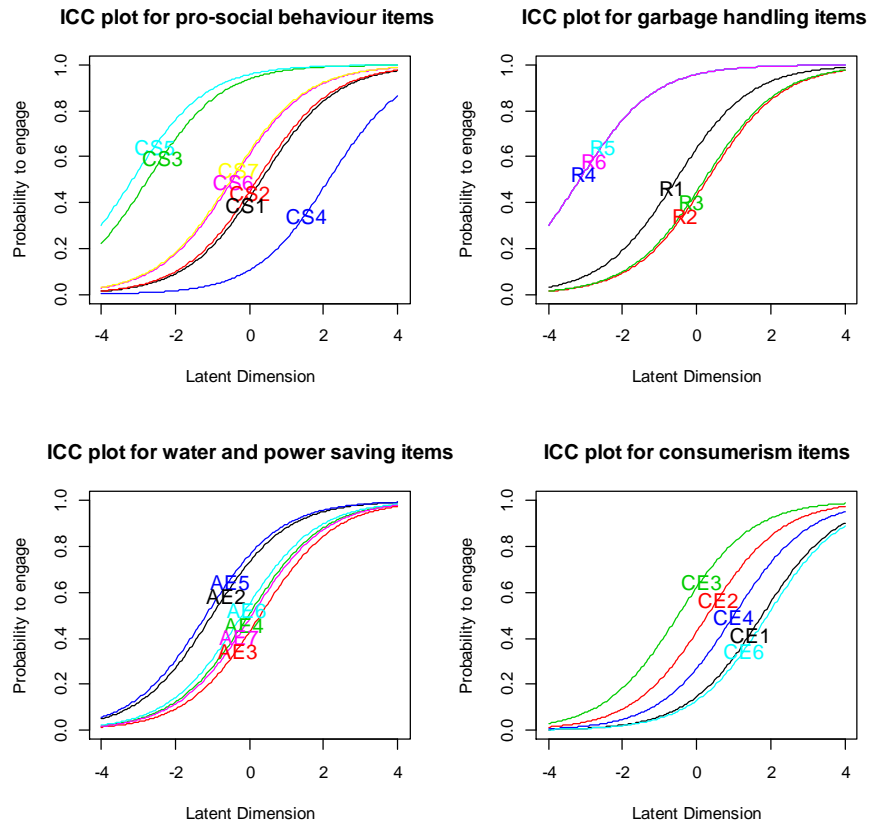 ICC plot for pro-social behaviour items
Probability to engage
1.0
0.8
0.6
0.4
0.2
0.0
CS5
CS3
CS7
CS6
CS2
CS1
CS4
-4 -2 0 2 4
Latent Dimension
ICC plot for garbage handling items
Probability to engage
1.0
0.8
0.6
0.4
0.2
0.0
R5
R6
R4
R1
R3
R2
-4 -2 0 2 4
Latent Dimension
ICC plot for water and power saving items
Probability to engage
1.0
0.8
0.6
0.4
0.2
0.0
AE5
AE2
AE6
AE4
AE7
AE3
-4 -2 0 2 4
Latent Dimension
ICC plot for consumerism items
Probability to engage
1.0
0.8
0.6
0.4
0.2
0.0
CE3
CE2
CE4
CE1
CE6
-4 -2 0 2 4
Latent Dimension